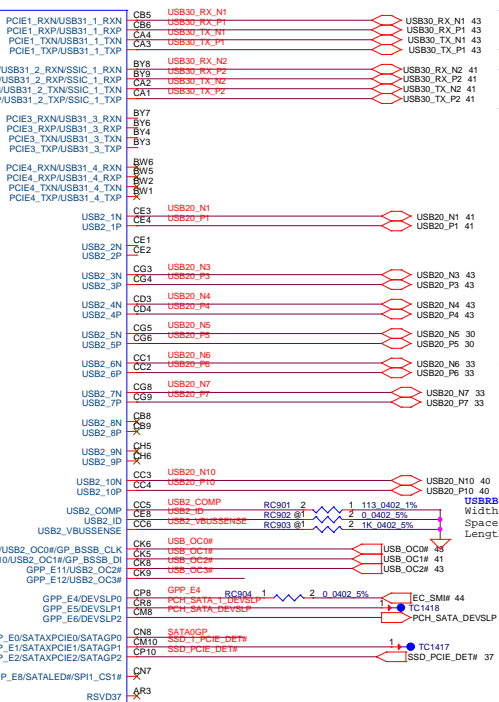 PCIE1_RXN/USB31_1_RXN CB5 USB30_RX_N1 USB30_RX_N1 43
PCIE1_RXP/USB31_1_RXP CB6 USB30_RX_P1 USB30_RX_P1 43
PCIE1_TXN/USB31_1_TXN CA4 USB30_TX_N1 USB30_TX_N1 43
PCIE1_TXP/USB31_1_TXP CA3 USB30_TX_P1 USB30_TX_P1 43
/USB31_2_RXN/SSIC_1_RXN BY8 USB30_RX_N2 USB30_RX_N2 41
/USB31_2_RXP/SSIC_1_RXP BY9 USB30_RX_P2 USB30_RX_P2 41
/USB31_2_TXN/SSIC_1_TXN CA2 USB30_TX_N2 USB30_TX_N2 41
/USB31_2_TXP/SSIC_1_TXP CA1 USB30_TX_P2 USB30_TX_P2 41
PCIE3_RXN/USB31_3_RXN BY7
PCIE3_RXP/USB31_3_RXP BY6
PCIE3_TXN/USB31_3_TXN BY4
PCIE3_TXP/USB31_3_TXP BY3
PCIE4_RXN/USB31_4_RXN BW6
PCIE4_RXP/USB31_4_RXP BW5
PCIE4_TXN/USB31_4_TXN BW2
PCIE4_TXP/USB31_4_TXP BW1
USB2_1N CE3 USB20_N1 USB20_N1 41
USB2_1P CE4 USB20_P1 USB20_P1 41
USB2_2N CE1
USB2_2P CE2
USB2_3N CG3 USB20_N3 USB20_N3 43
USB2_3P CG4 USB20_P3 USB20_P3 43
USB2_4N CD3 USB20_N4 USB20_N4 43
USB2_4P CD4 USB20_P4 USB20_P4 43
USB2_5N CG5 USB20_N5 USB20_N5 30
USB2_5P CG6 USB20_P5 USB20_P5 30
USB2_6N CC1 USB20_N6 USB20_N6 33
USB2_6P CC2 USB20_P6 USB20_P6 33
USB2_7N CG8 USB20_N7 USB20_N7 33
USB2_7P CG9 USB20_P7 USB20_P7 33
USB2_8N CB8
USB2_8P CB9
USB2_9N CH5
USB2_9P CH6
USB2_10N CC3 USB20_N10 USB20_N10 40
USB2_10P CC4 USB20_P10 USB20_P10 40
USB2_COMP CC5 USB2_COMP RC901 2 1 113_0402_1% USBRB
USB2_ID CE8 USB2_ID RC902 @1 2 0_0402_5% Width
USB2_VBUSSENSE CC6 USB2_VBUSSENSE RC903 @1 2 1K_0402_5% Space
Lengt
/USB2_OC0#/GP_BSSB_CLK CK6 USB_OC0# USB_OC0# 43
0/USB2_OC1#/GP_BSSB_DI CK5 USB_OC1# USB_OC1# 41
GPP_E11/USB2_OC2# CK8 USB_OC2# USB_OC2# 43
GPP_E12/USB2_OC3# CK9 USB_OC3#
GPP_E4/DEVSLP0 CP8 GPP_E4 RC904 1 2 0_0402_5% EC_SMI# 44
GPP_E5/DEVSLP1 CR8 PCH_SATA_1_DEVSLP 1 TC1418
GPP_E6/DEVSLP2 CM8 PCH_SATA_DEVSLP PCH_SATA_DEVSLP
P_E0/SATAXPCIE0/SATAGP0 CN8 SATA0GP
P_E1/SATAXPCIE1/SATAGP1 CM10 SSD_1_PCIE_DET# 1 TC1417
P_E2/SATAXPCIE2/SATAGP2 CP10 SSD_PCIE_DET# SSD_PCIE_DET# 37
P_E8/SATALED#/SPI1_CS1# CN7
RSVD37 AR3